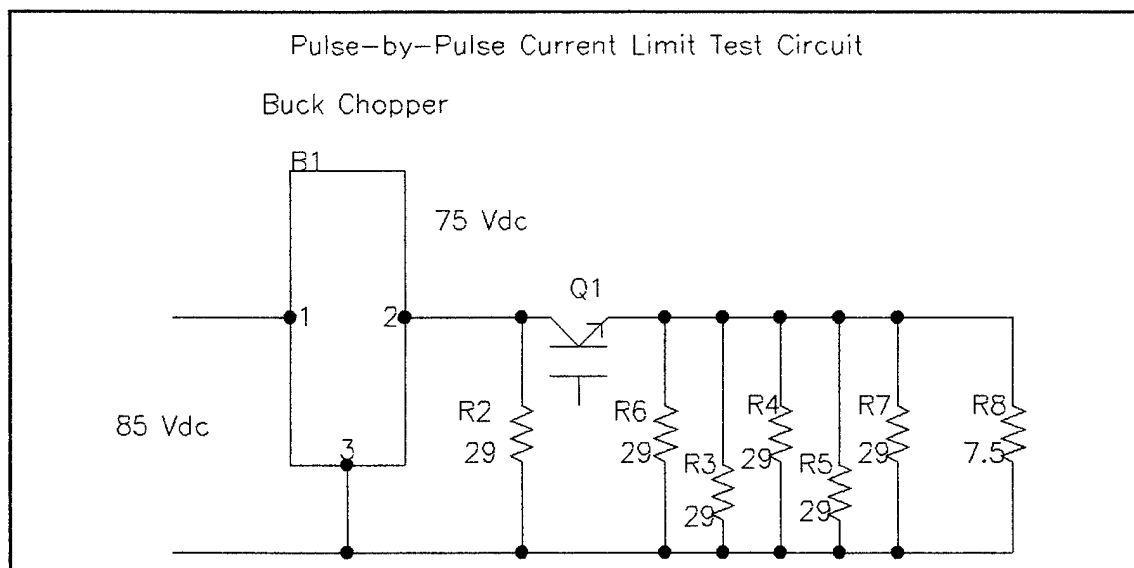 Pulse-by-Pulse Current Limit Test Circuit
Buck Chopper
B1
75 Vdc
Q1
1
2
85 Vdc
3
R2
29
R6
29
R3
29
R4
29
R5
29
R7
29
R8
7.5